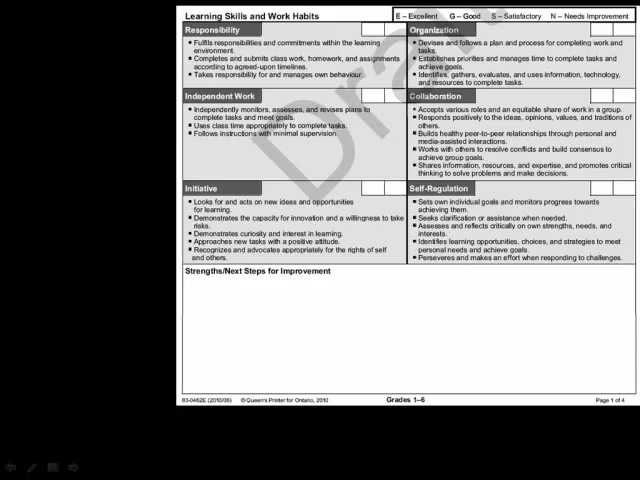 Learning Skills and Work Habits
E – Excellent G – Good S – Satisfactory N – Needs Improvement
Responsibility
▪ Fulfils responsibilities and commitments within the learning
environment.
▪ Completes and submits class work, homework, and assignments
according to agreed-upon timelines.
▪ Takes responsibility for and manages own behaviour.
Organization
▪ Devises and follows a plan and process for completing work and
tasks.
▪ Establishes priorities and manages time to complete tasks and
achieve goals.
▪ Identifies, gathers, evaluates, and uses information, technology,
and resources to complete tasks.
Independent Work
▪ Independently monitors, assesses, and revises plans to
complete tasks and meet goals.
▪ Uses class time appropriately to complete tasks.
▪ Follows instructions with minimal supervision.
Collaboration
▪ Accepts various roles and an equitable share of work in a group.
▪ Responds positively to the ideas, opinions, values, and traditions of
others.
▪ Builds healthy peer-to-peer relationships through personal and
media-assisted interactions.
▪ Works with others to resolve conflicts and build consensus to
achieve group goals.
▪ Shares information, resources, and expertise, and promotes critical
thinking to solve problems and make decisions.
Initiative
▪ Looks for and acts on new ideas and opportunities
for learning.
▪ Demonstrates the capacity for innovation and a willingness to take
risks.
▪ Demonstrates curiosity and interest in learning.
▪ Approaches new tasks with a positive attitude.
▪ Recognizes and advocates appropriately for the rights of self
and others.
Self-Regulation
▪ Sets own individual goals and monitors progress towards
achieving them.
▪ Seeks clarification or assistance when needed.
▪ Assesses and reflects critically on own strengths, needs, and
interests.
▪ Identifies learning opportunities, choices, and strategies to meet
personal needs and achieve goals.
▪ Perseveres and makes an effort when responding to challenges.
Strengths/Next Steps for Improvement
83-0462E (2010/06) © Queen's Printer for Ontario, 2010 Grades 1–6 Page 1 of 4
Draft